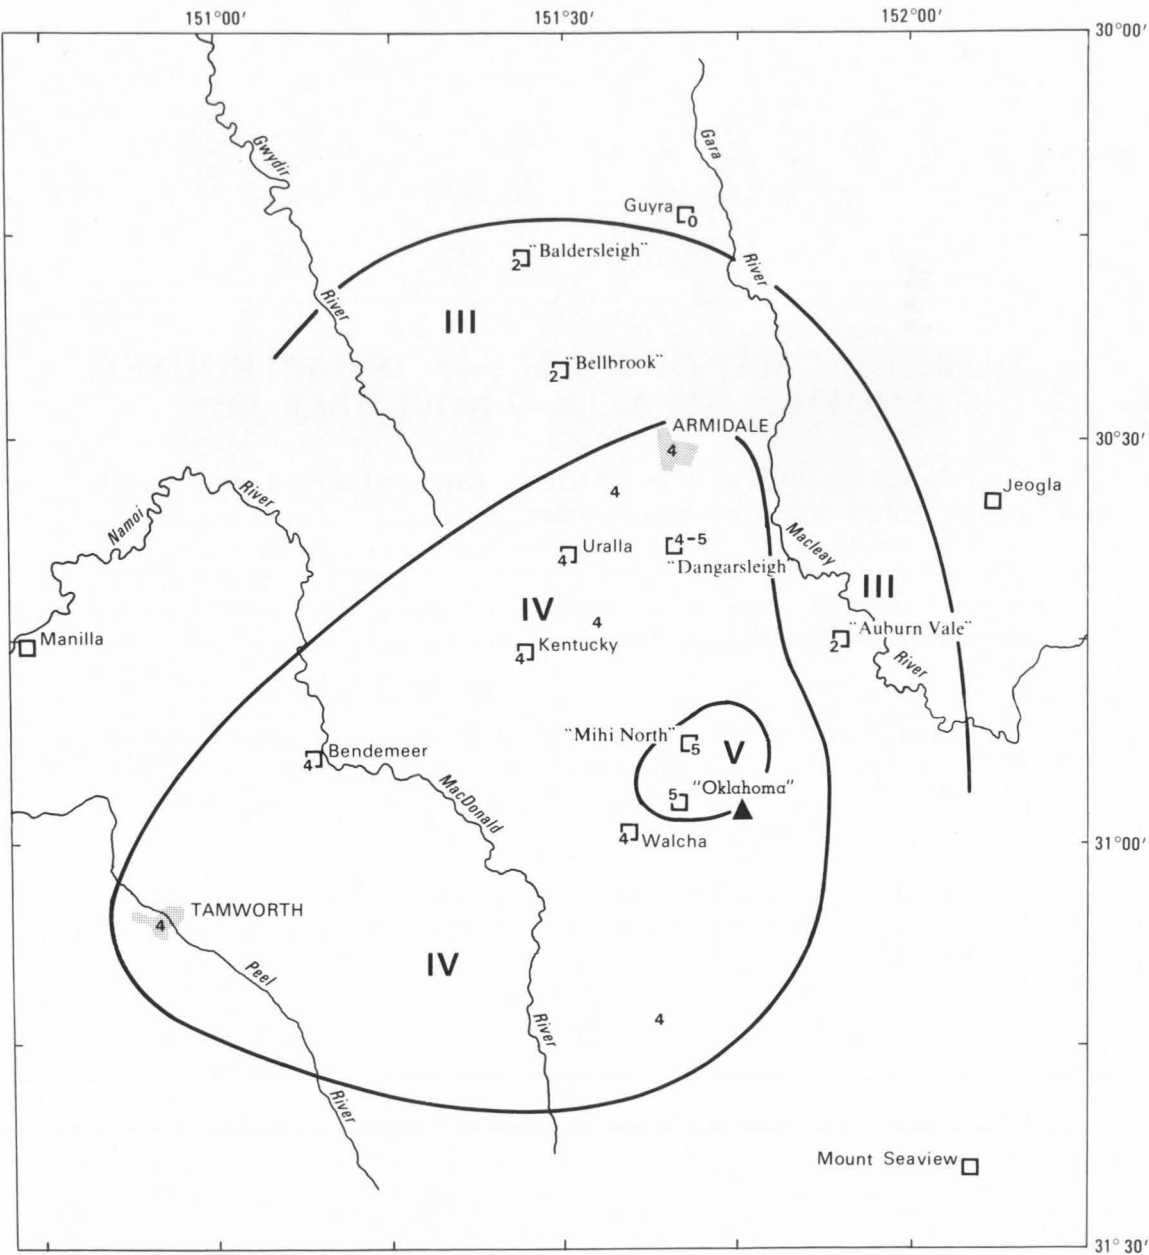 151°00′
151°30′
152°00′
30°00′
Gwydir
Gara
Guyra
0
River
"Baldersleigh"
2
River
III
"Bellbrook"
2
ARMIDALE
4
30°30′
4
Jeogla
River
Namoi
4-5
Uralla
4
"Dangarsleigh"
Macleay
III
IV
4
"Auburn Vale"
2
Manilla
Kentucky
4
River
"Mihi North"
5
V
Bendemeer
4
"Oklahoma"
5
MacDonald
4
Walcha
31°00′
TAMWORTH
4
IV
Peel
4
River
River
Mount Seaview
31°30′